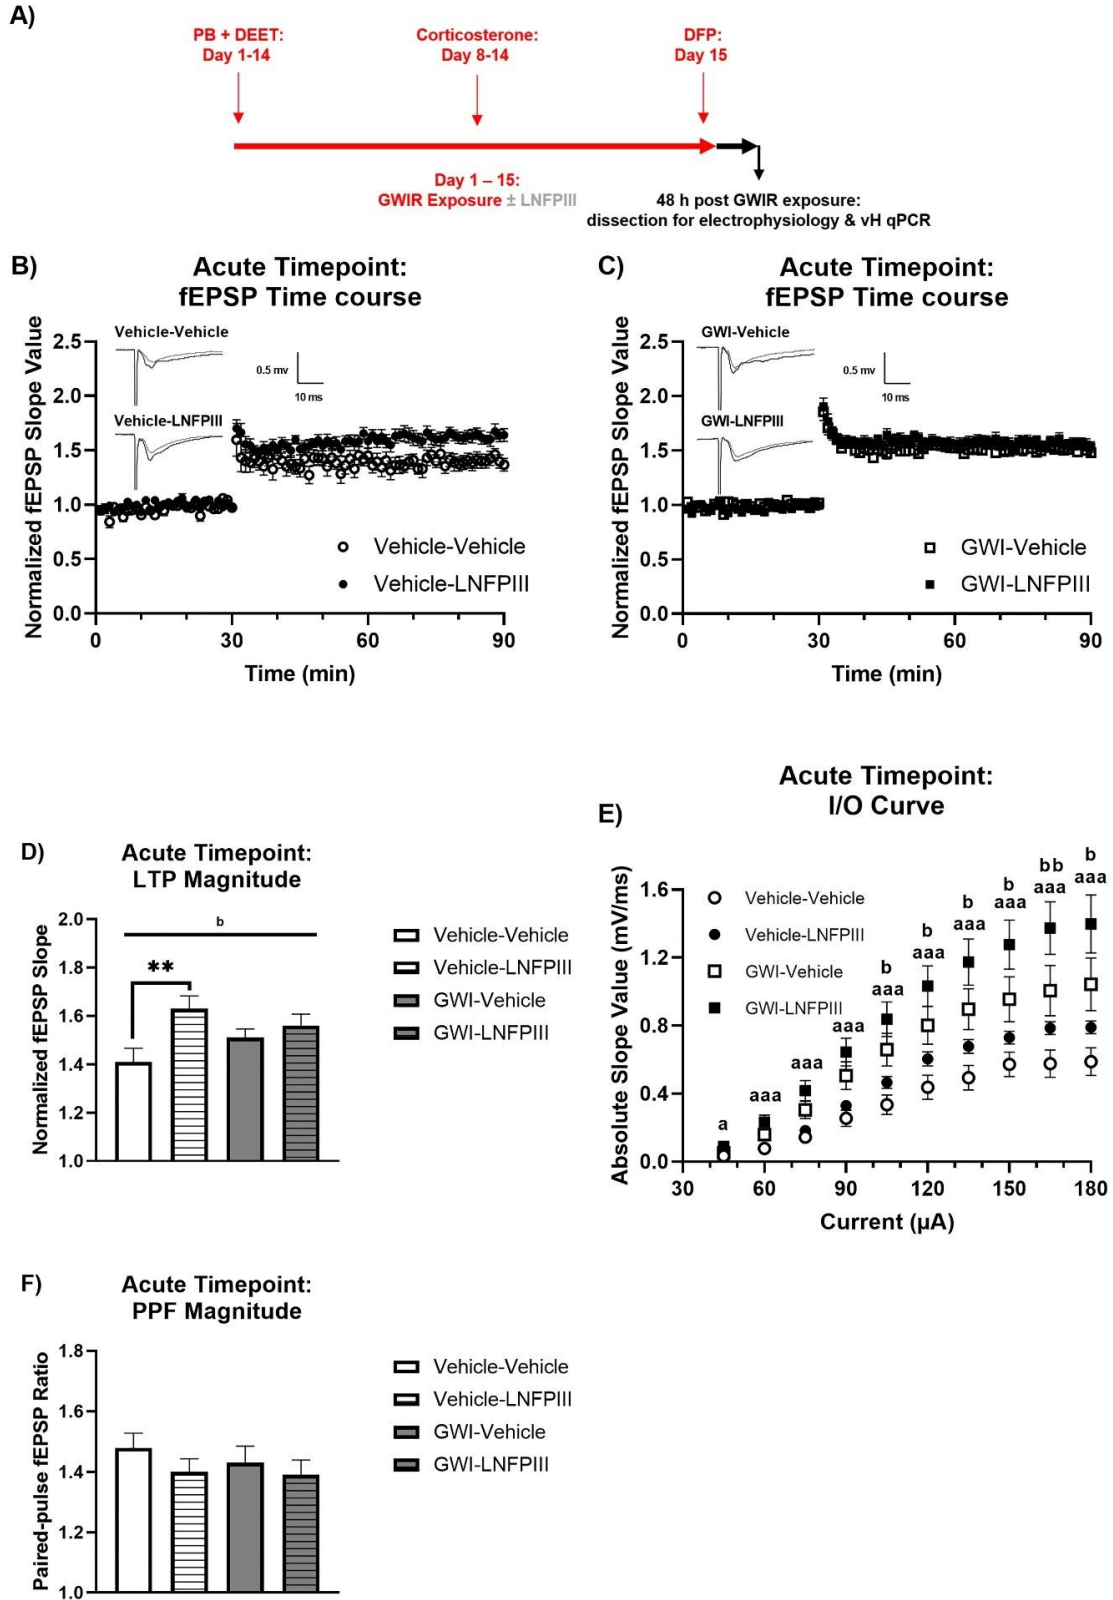 A)
PB + DEET:
Day 1-14
Corticosterone:
Day 8-14
DFP:
Day 15
Day 1 – 15:
GWIR Exposure ± LNFPIII
48 h post GWIR exposure:
dissection for electrophysiology & vH qPCR
B)
Acute Timepoint:
fEPSP Time course
Normalized fEPSP Slope Value
2.5
2.0
1.5
1.0
0.5
0.0
Vehicle-Vehicle
0.5 mv
10 ms
Vehicle-LNFPIII
Vehicle-Vehicle
Vehicle-LNFPIII
0 30 60 90
Time (min)
C)
Acute Timepoint:
fEPSP Time course
Normalized fEPSP Slope Value
2.5
2.0
1.5
1.0
0.5
0.0
GWI-Vehicle
0.5 mv
10 ms
GWI-LNFPIII
GWI-Vehicle
GWI-LNFPIII
0 30 60 90
Time (min)
D)
Acute Timepoint:
LTP Magnitude
Normalized fEPSP Slope
2.0
1.8
1.6
1.4
1.2
1.0
b
**
Vehicle-Vehicle
Vehicle-LNFPIII
GWI-Vehicle
GWI-LNFPIII
E)
Acute Timepoint:
I/O Curve
Absolute Slope Value (mV/ms)
1.6
1.2
0.8
0.4
0.0
Vehicle-Vehicle
Vehicle-LNFPIII
GWI-Vehicle
GWI-LNFPIII
a
aaa
aaa
aaa
b
aaa
b
aaa
b
aaa
b
aaa
bb
aaa
b
aaa
30 60 90 120 150 180
Current (µA)
F)
Acute Timepoint:
PPF Magnitude
Paired-pulse fEPSP Ratio
1.8
1.6
1.4
1.2
1.0
Vehicle-Vehicle
Vehicle-LNFPIII
GWI-Vehicle
GWI-LNFPIII